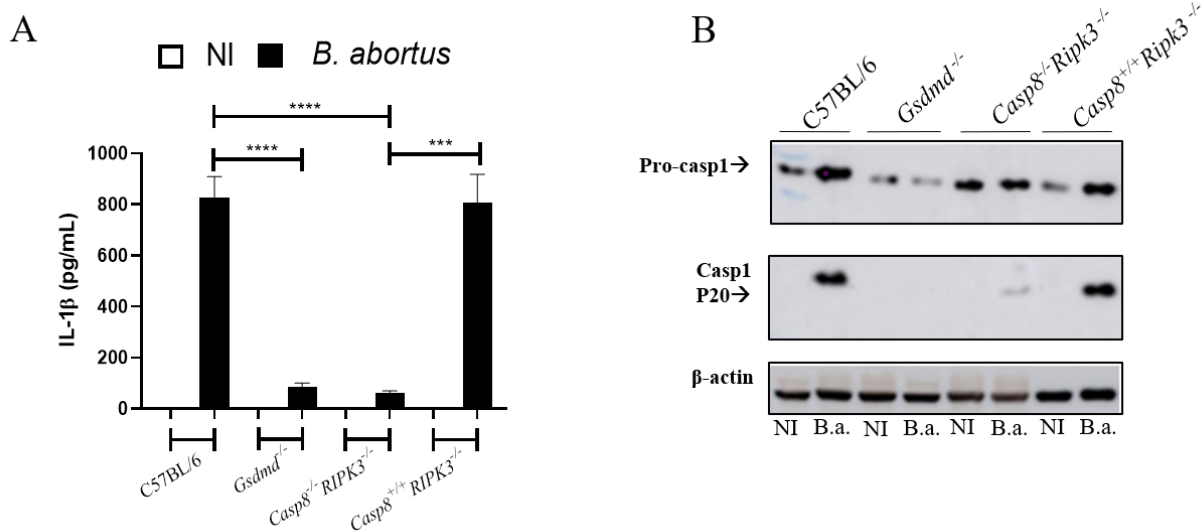 A
NI B. abortus
****
**** ***
1000
800
600
400
200
0
IL-1β (pg/mL)
C57BL/6
Gsdmd-/-
Casp8-/-RIPK3-/-
Casp8+/+RIPK3-/-
B
C57BL/6
Gsdmd-/-
Casp8-/-Ripk3-/-
Casp8+/+Ripk3-/-
Pro-casp1→
Casp1
P20→
β-actin
NI B.a. NI B.a. NI B.a. NI B.a.